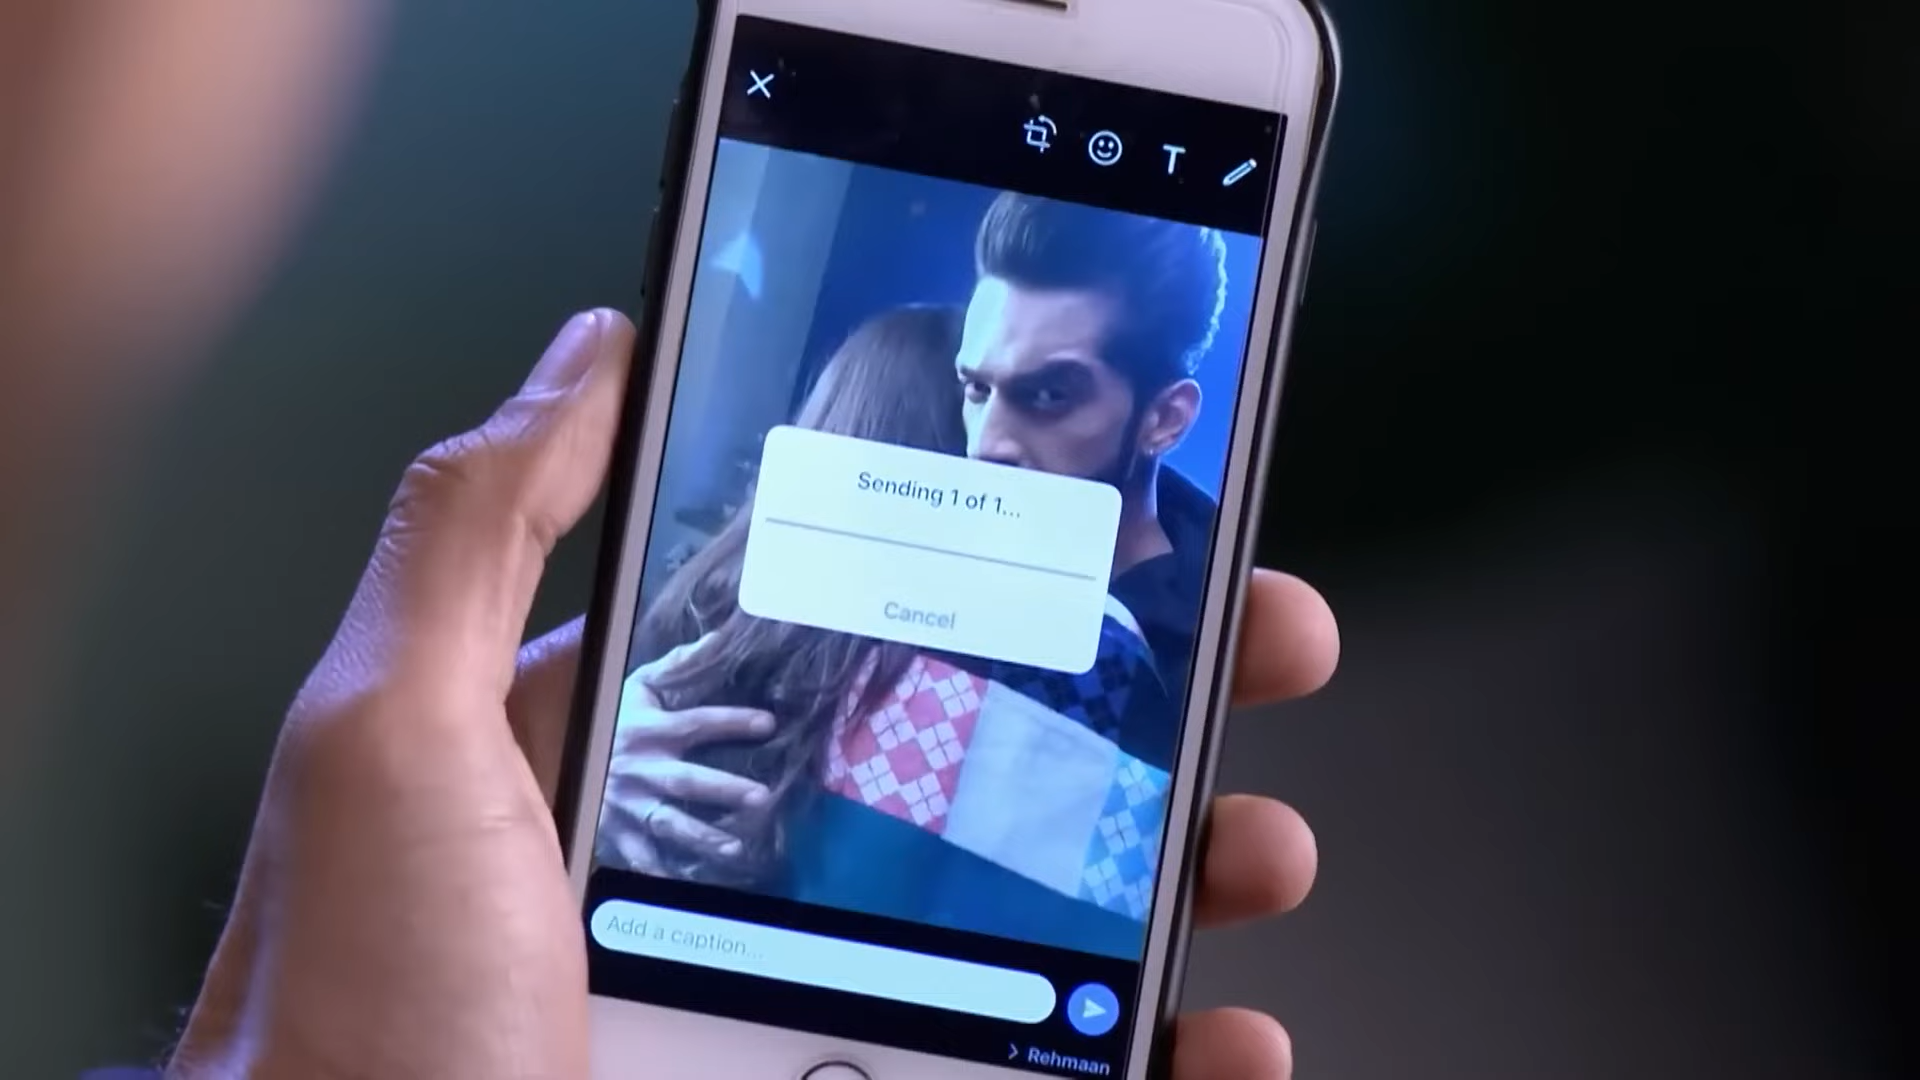 T
Sending 1 of 1...
Cancel
Add a caption...
> Rehmaan